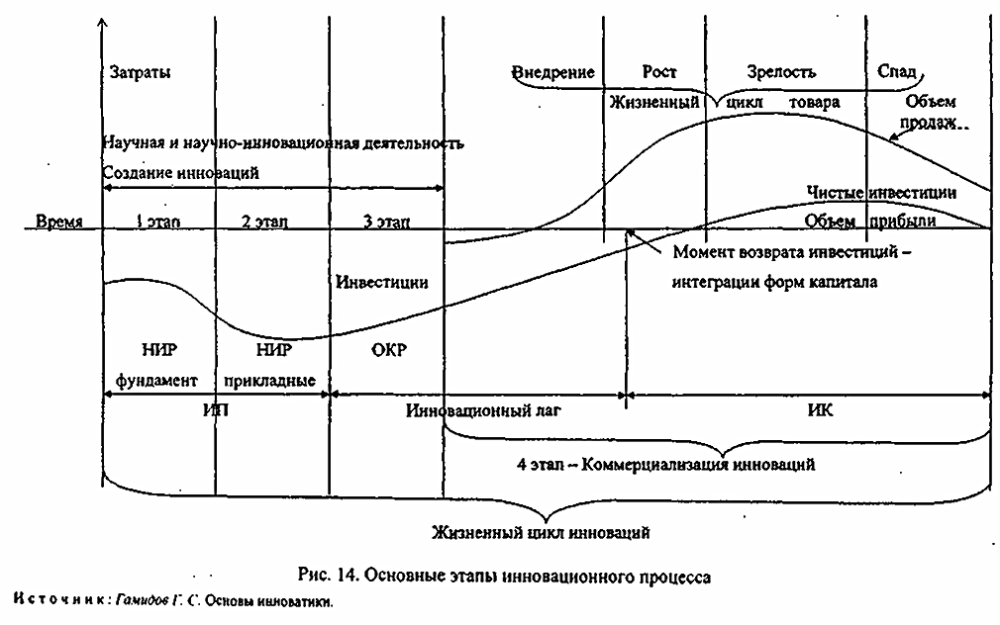 Затраты
Внедрение Рост Зрелость Спад
Жизненный цикл товара
Объем
продаж..
Научная и научно-инновационная деятельность
Создание инноваций
Чистые инвестиции
Время 1 этап 2 этап 3 этап
Объем прибыли
Момент возврата инвестиций –
интеграции форм капитала
Инвестиции
НИР НИР ОКР
фундамент прикладные
ИП Инновационный лаг ИК
4 этап – Коммерциализация инноваций
Жизненный цикл инноваций
Рис. 14. Основные этапы инновационного процесса
Источник: Гамидов Г. С. Основы инноватики.